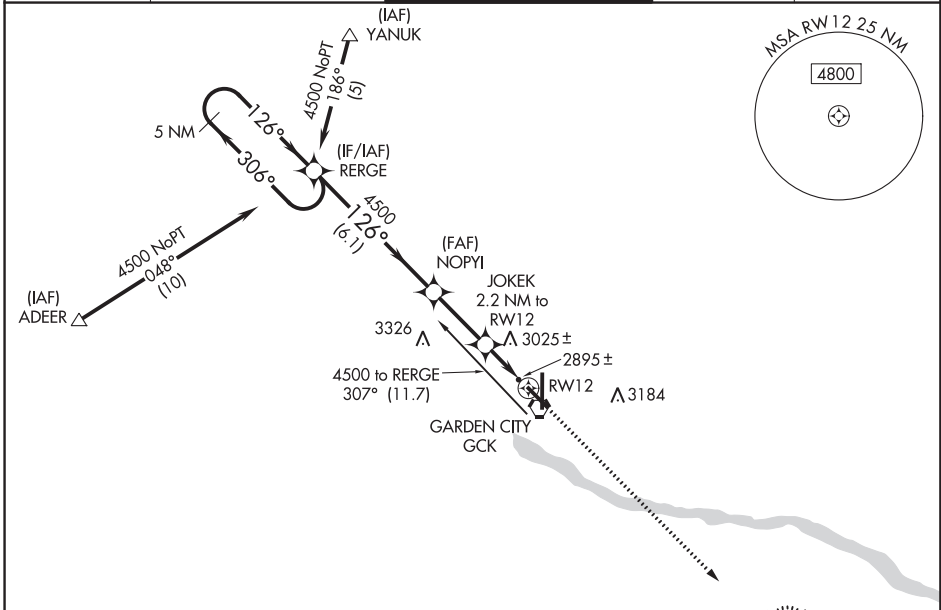 (IAF)
YANUK
MSA RW12 25 NM
4800
4500 NoPT
186°
(5)
5 NM
126°
306°
(IF/IAF)
RERGE
4500
126°
(6.1)
4500 NoPT
048°
(10)
(IAF)
ADEER
(FAF)
NOPYI
JOKEK
2.2 NM to
RW12
3326
3025 ±
2895 ±
4500 to RERGE
307° (11.7)
RW12
3184
GARDEN CITY
GCK